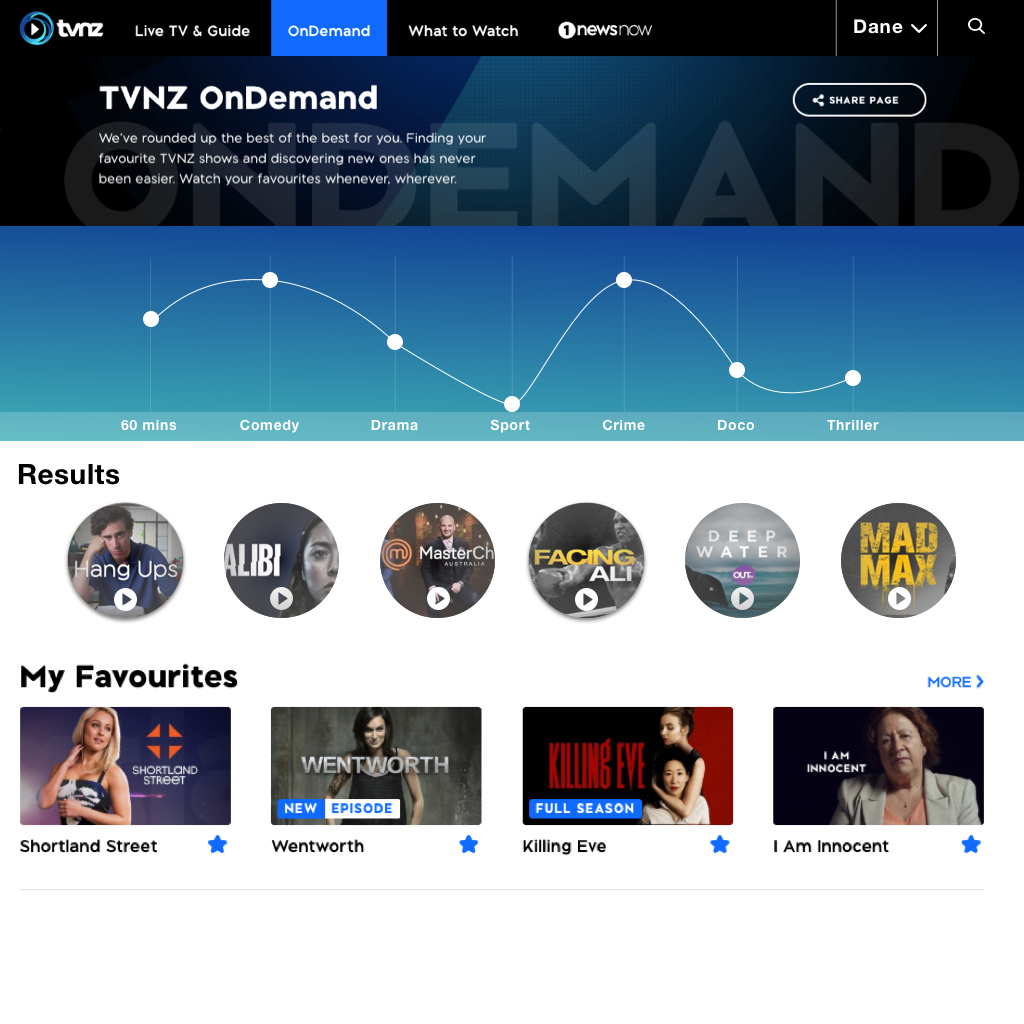 tvnz
Live TV & Guide
OnDemand
What to Watch
1 newsnow
Dane
TVNZ OnDemand
SHARE PAGE
We've rounded up the best of the best for you. Finding your
favourite TVNZ shows and discovering new ones has never
been easier. Watch your favourites whenever, wherever.
ONDEMAND
60 mins
Comedy
Drama
Sport
Crime
Doco
Thriller
Results
Hang Ups
ALIBI
m
MasterCh
AUSTRALIA
FACING
ALI
DEEP
WATER
OUT
MAD
MAX
My Favourites
MORE
SHORTLAND
STREET
WENTWORTH
NEW EPISODE
KILLING EVE
FULL SEASON
I AM
INNOCENT
Shortland Street
Wentworth
Killing Eve
I Am Innocent